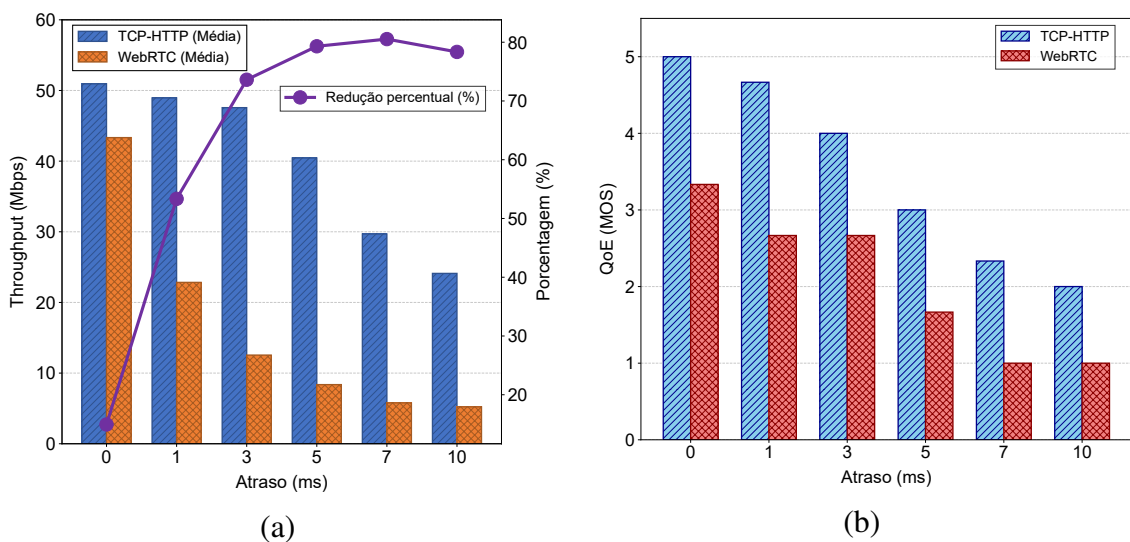 60
50
40
30
20
10
0
Throughput (Mbps)
TCP-HTTP (Média)
WebRTC (Média)
Redução percentual (%)
80
70
60
50
40
30
20
Porcentagem (%)
0 1 3 5 7 10
Atraso (ms)
(a)
5
4
3
2
1
0
QoE (MOS)
TCP-HTTP
WebRTC
0 1 3 5 7 10
Atraso (ms)
(b)